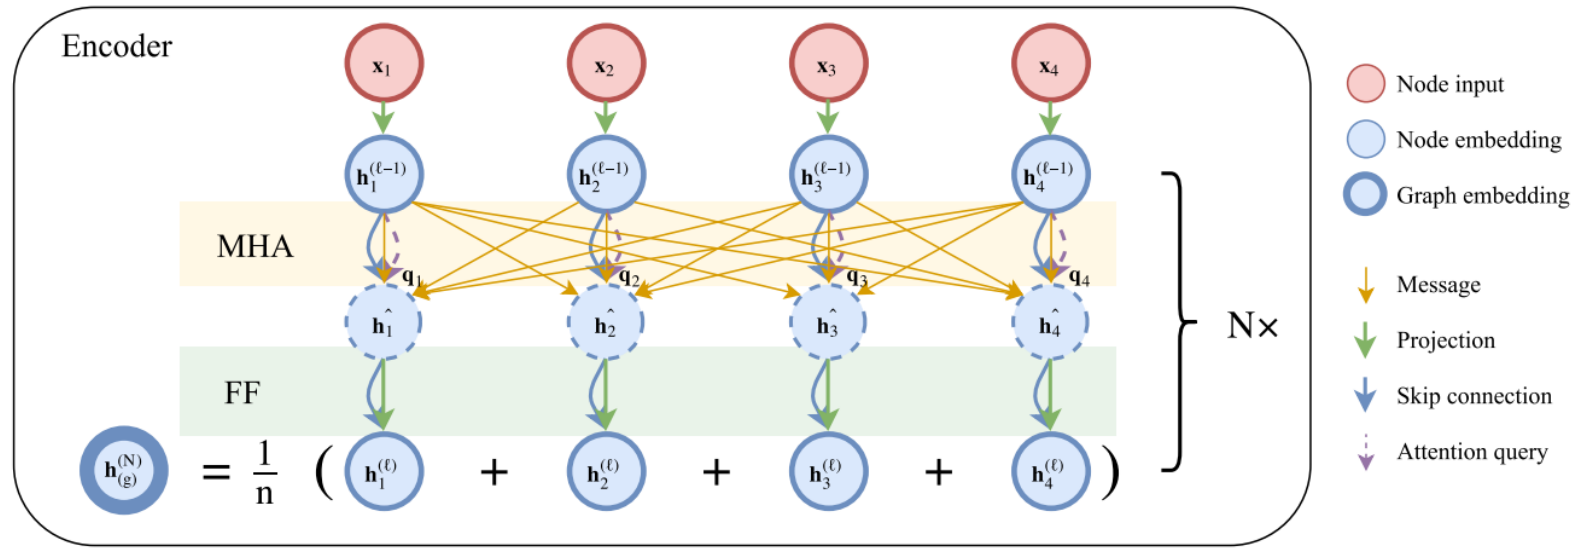 Encoder
x₁ x₂ x₃ x₄
h₁^(ℓ−1) h₂^(ℓ−1) h₃^(ℓ−1) h₄^(ℓ−1)
MHA
q₁ q₂ q₃ q₄
ĥ₁ ĥ₂ ĥ₃ ĥ₄
N×
FF
h_(g)^(N) = 1/n ( h₁^(ℓ) + h₂^(ℓ) + h₃^(ℓ) + h₄^(ℓ) )
Node input
Node embedding
Graph embedding
Message
Projection
Skip connection
Attention query